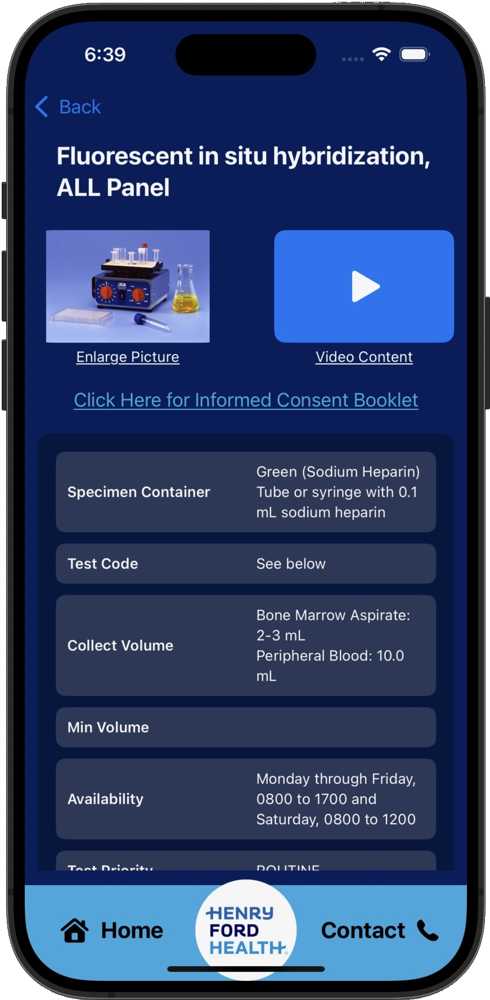 6:39
Back
Fluorescent in situ hybridization,
ALL Panel
Enlarge Picture
Video Content
Click Here for Informed Consent Booklet
Specimen Container
Green (Sodium Heparin)
Tube or syringe with 0.1
mL sodium heparin
Test Code
See below
Collect Volume
Bone Marrow Aspirate:
2-3 mL
Peripheral Blood: 10.0
mL
Min Volume
Availability
Monday through Friday,
0800 to 1700 and
Saturday, 0800 to 1200
Test Priority
ROUTINE
Home
HENRY
FORD
HEALTH®
Contact